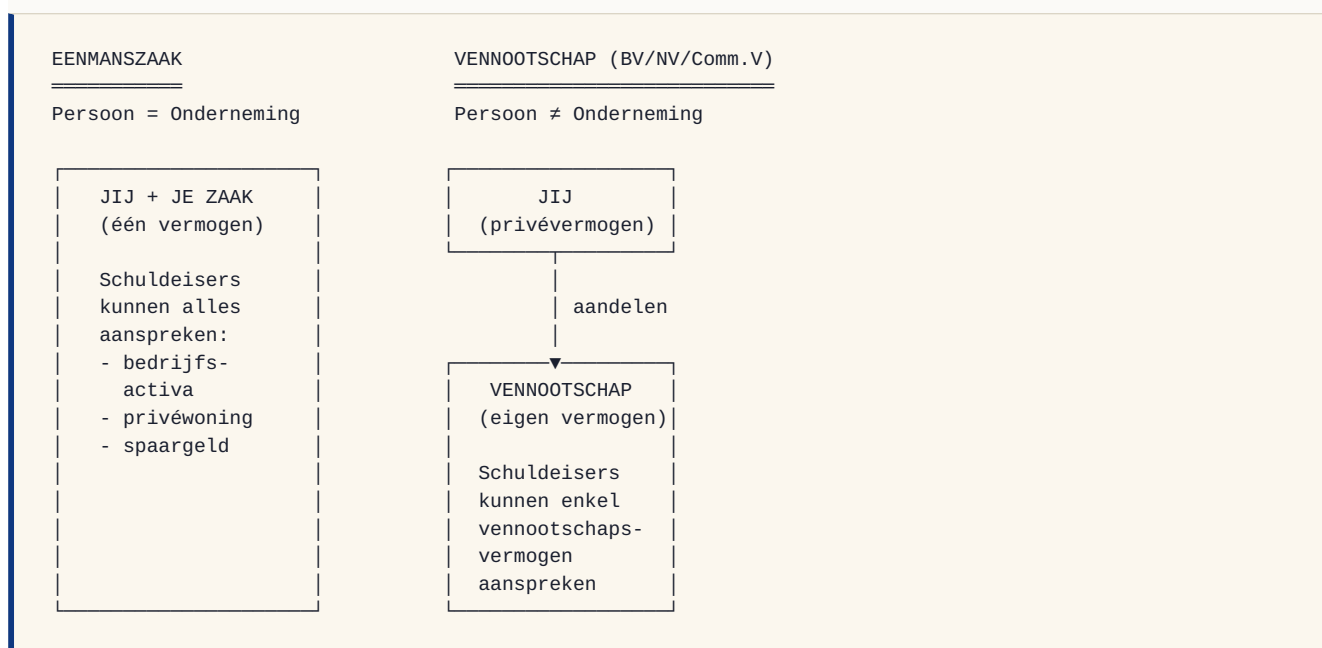 EENMANSZAAK
Persoon = Onderneming
JIJ + JE ZAAK
(één vermogen)
Schuldeisers
kunnen alles
aanspreken:
- bedrijfs-
activa
- privéwoning
- spaargeld
VENNOOTSCHAP (BV/NV/Comm.V)
Persoon ≠ Onderneming
JIJ
(privévermogen)
aandelen
VENNOOTSCHAP
(eigen vermogen)
Schuldeisers
kunnen enkel
vennootschaps-
vermogen
aanspreken